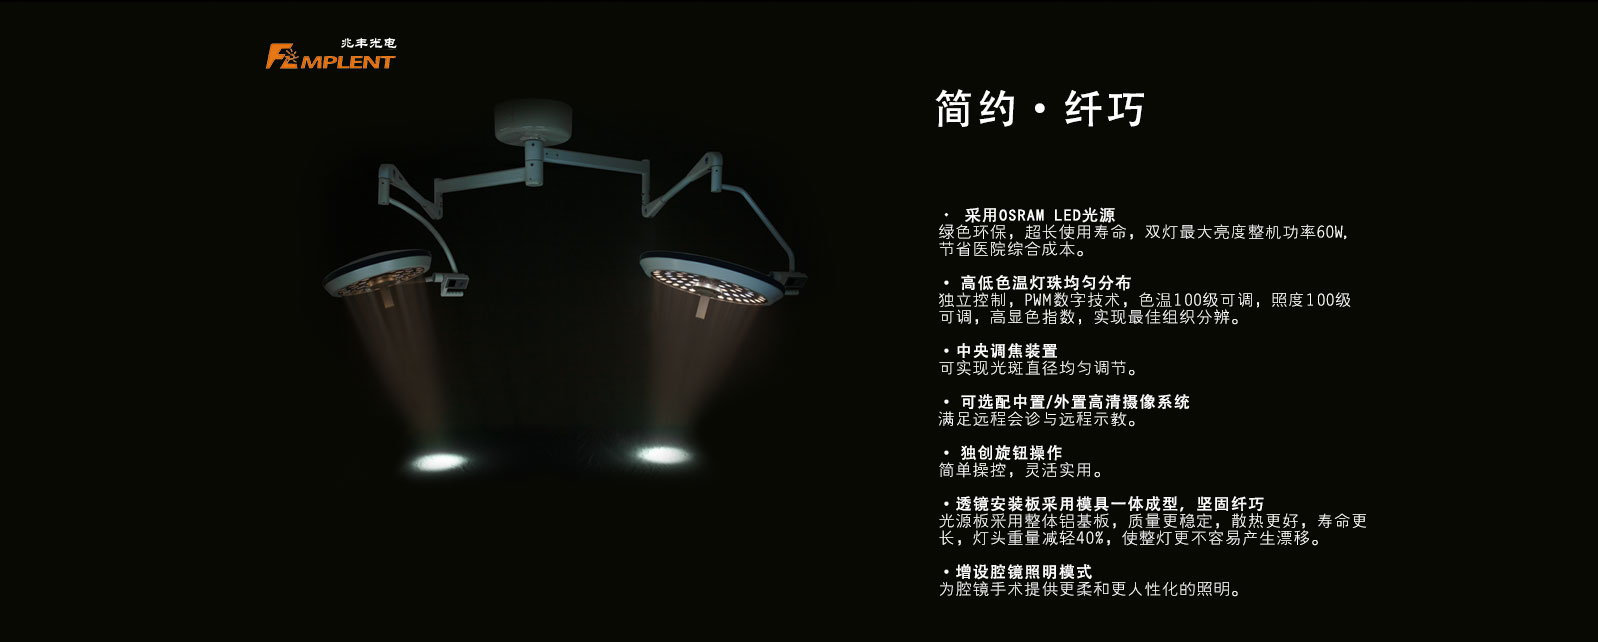 兆丰光电
FZMPLENT
简约·纤巧
· 采用OSRAM LED光源
绿色环保，超长使用寿命，双灯最大亮度整机功率60W,
节省医院综合成本。
· 高低色温灯珠均匀分布
独立控制，PWM数字技术，色温100级可调，照度100级
可调，高显色指数，实现最佳组织分辨。
·中央调焦装置
可实现光斑直径均匀调节。
· 可选配中置/外置高清摄像系统
满足远程会诊与远程示教。
· 独创旋钮操作
简单操控，灵活实用。
·透镜安装板采用模具一体成型，坚固纤巧
光源板采用整体铝基板，质量更稳定，散热更好，寿命更
长，灯头重量减轻40%，使整灯更不容易产生漂移。
·增设腔镜照明模式
为腔镜手术提供更柔和更人性化的照明。